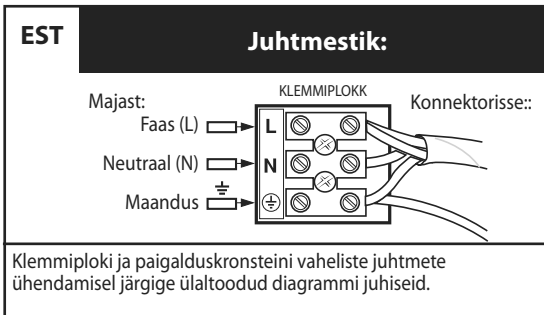 EST
Juhtmestik:
KLEMMIPLOKK
Majast:
Konnektorisse::
Faas (L)
L
Neutraal (N)
N
Maandus
Klemmiploki ja paigalduskronsteini vaheliste juhtmete
ühendamisel järgige ülaltoodud diagrammi juhiseid.